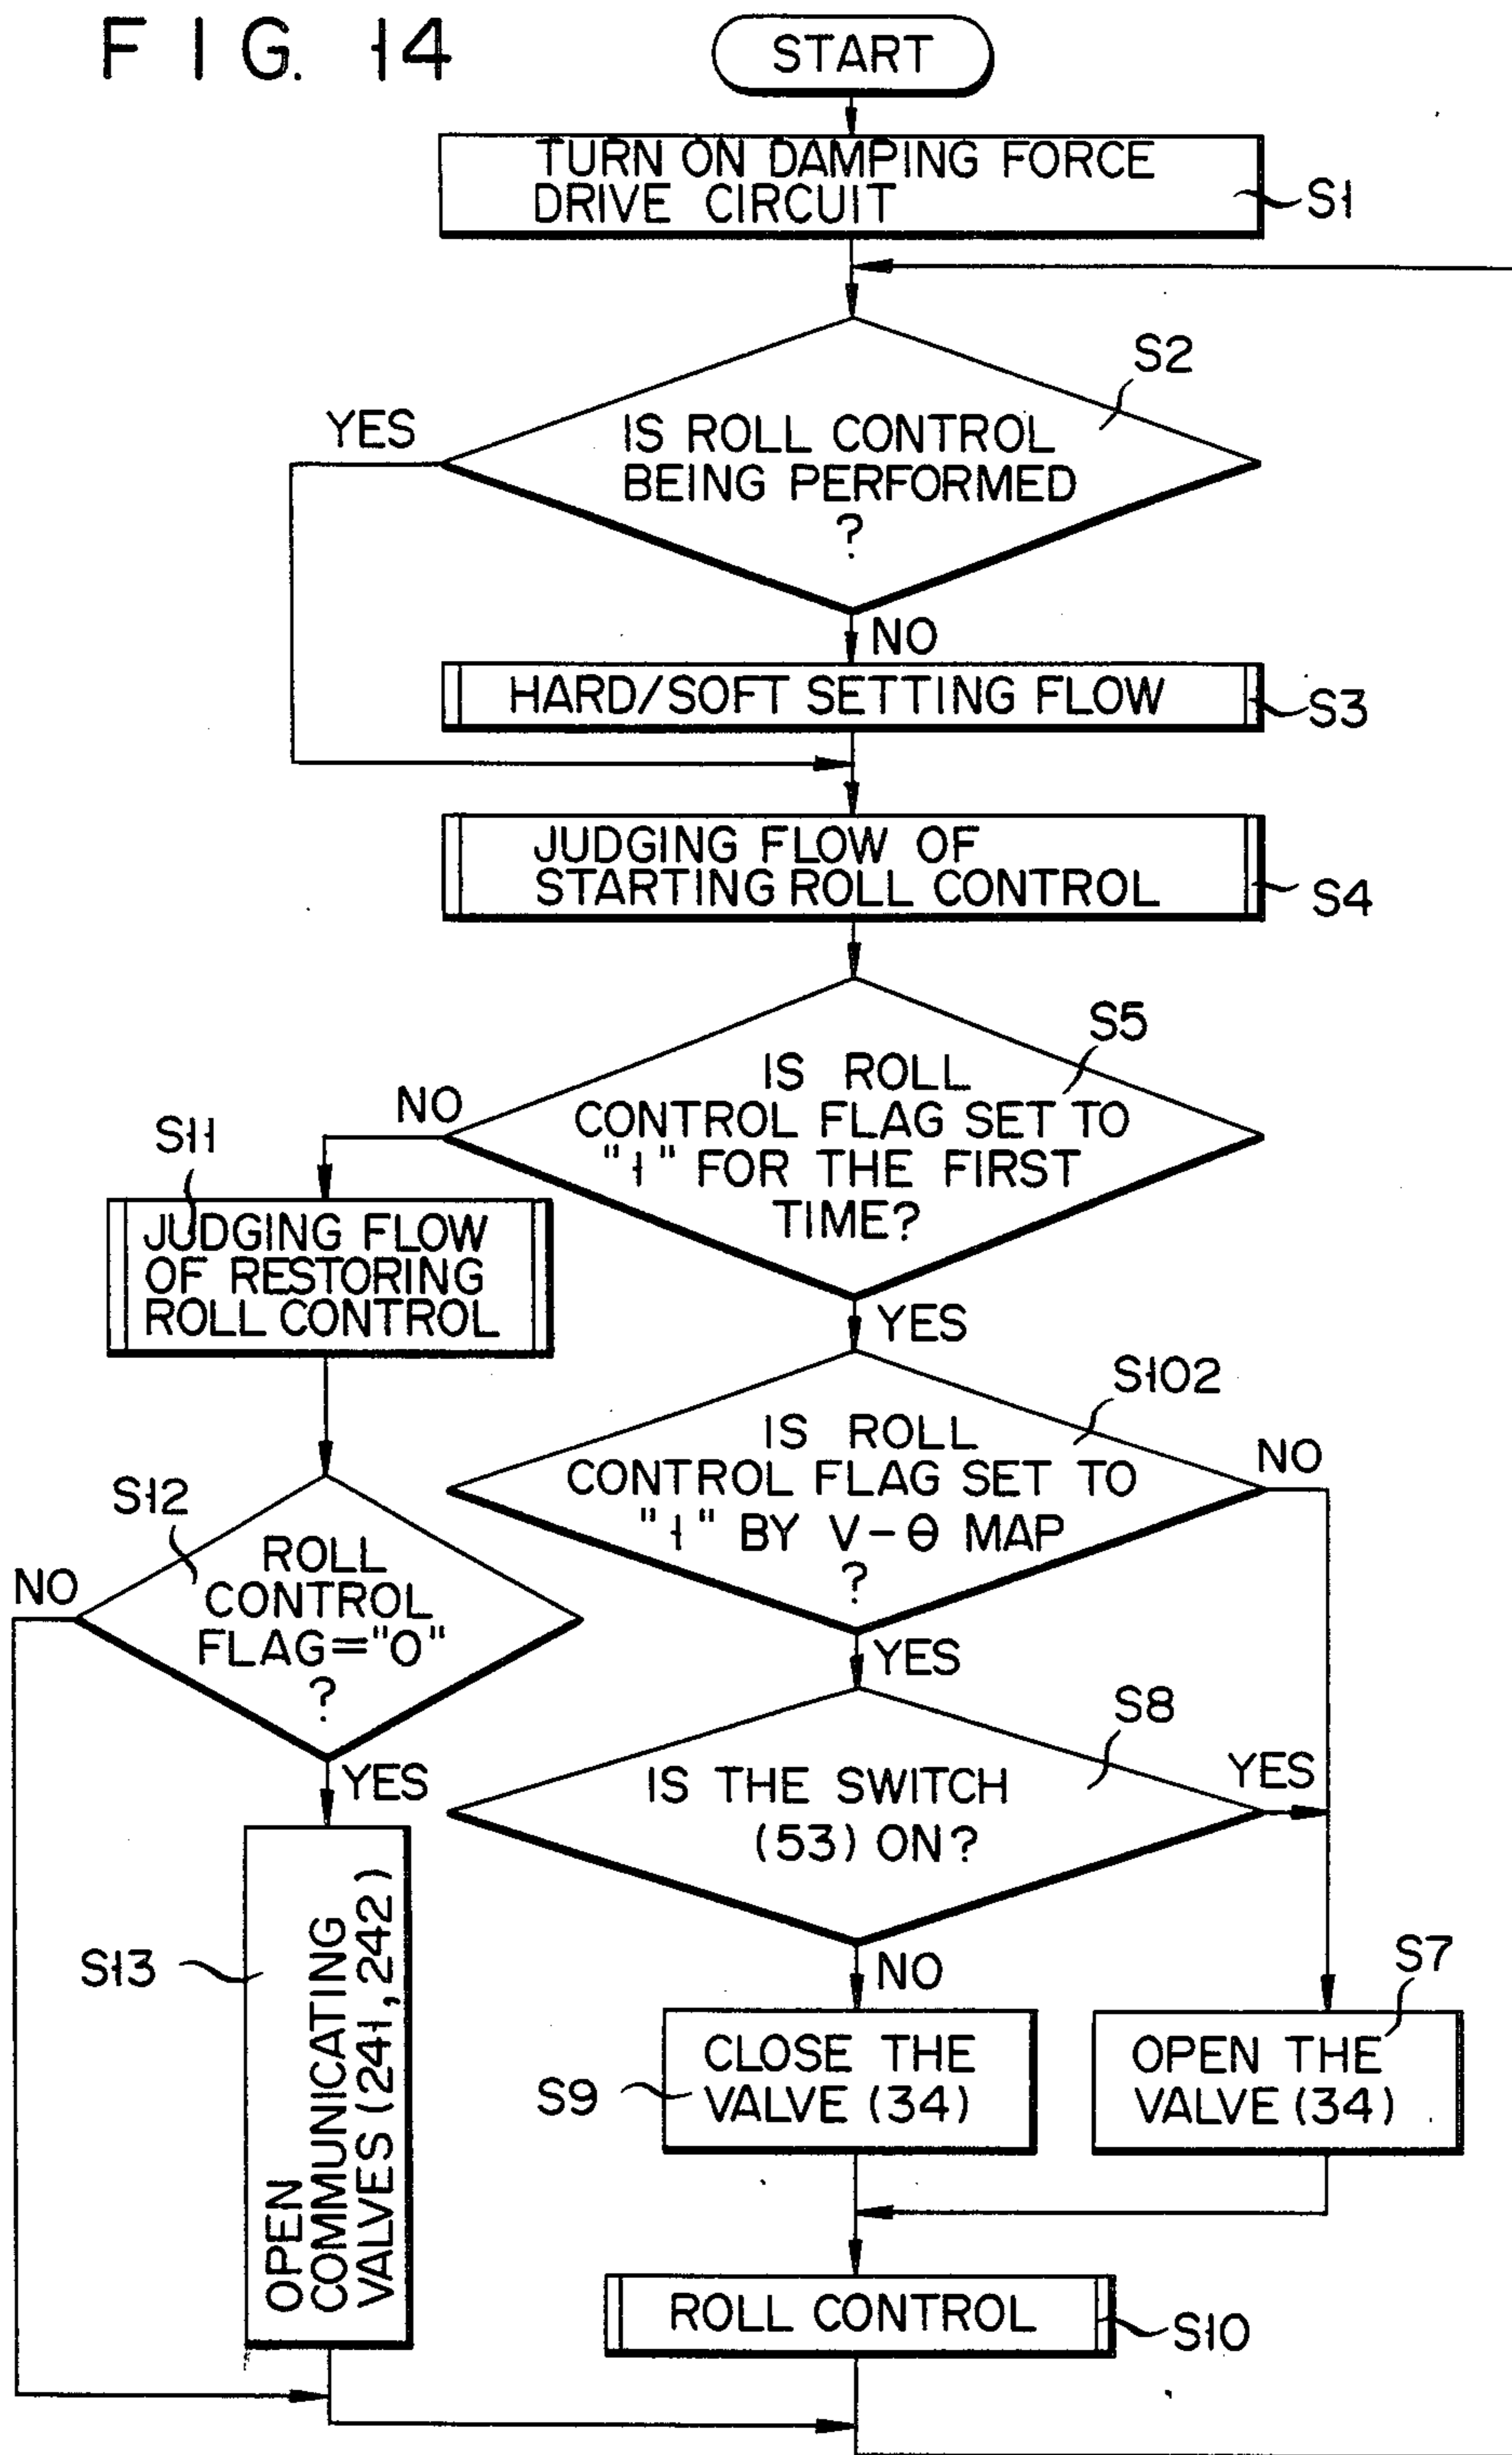 FIG. 14
START
TURN ON DAMPING FORCE
DRIVE CIRCUIT
S1
S2
YES
IS ROLL CONTROL
BEING PERFORMED
?
NO
HARD/SOFT SETTING FLOW
S3
JUDGING FLOW OF
STARTING ROLL CONTROL
S4
S5
IS ROLL
CONTROL FLAG SET TO
"1" FOR THE FIRST
TIME?
NO
S11
JUDGING FLOW
OF RESTORING
ROLL CONTROL
YES
S102
IS ROLL
CONTROL FLAG SET TO
"1" BY V-θ MAP
?
NO
S12
ROLL
CONTROL
FLAG="0"
?
NO
YES
YES
S8
IS THE SWITCH
(53) ON?
YES
S13
OPEN
COMMUNICATING
VALVES (241, 242)
NO
S7
S9
CLOSE THE
VALVE (34)
OPEN THE
VALVE (34)
ROLL CONTROL
S10